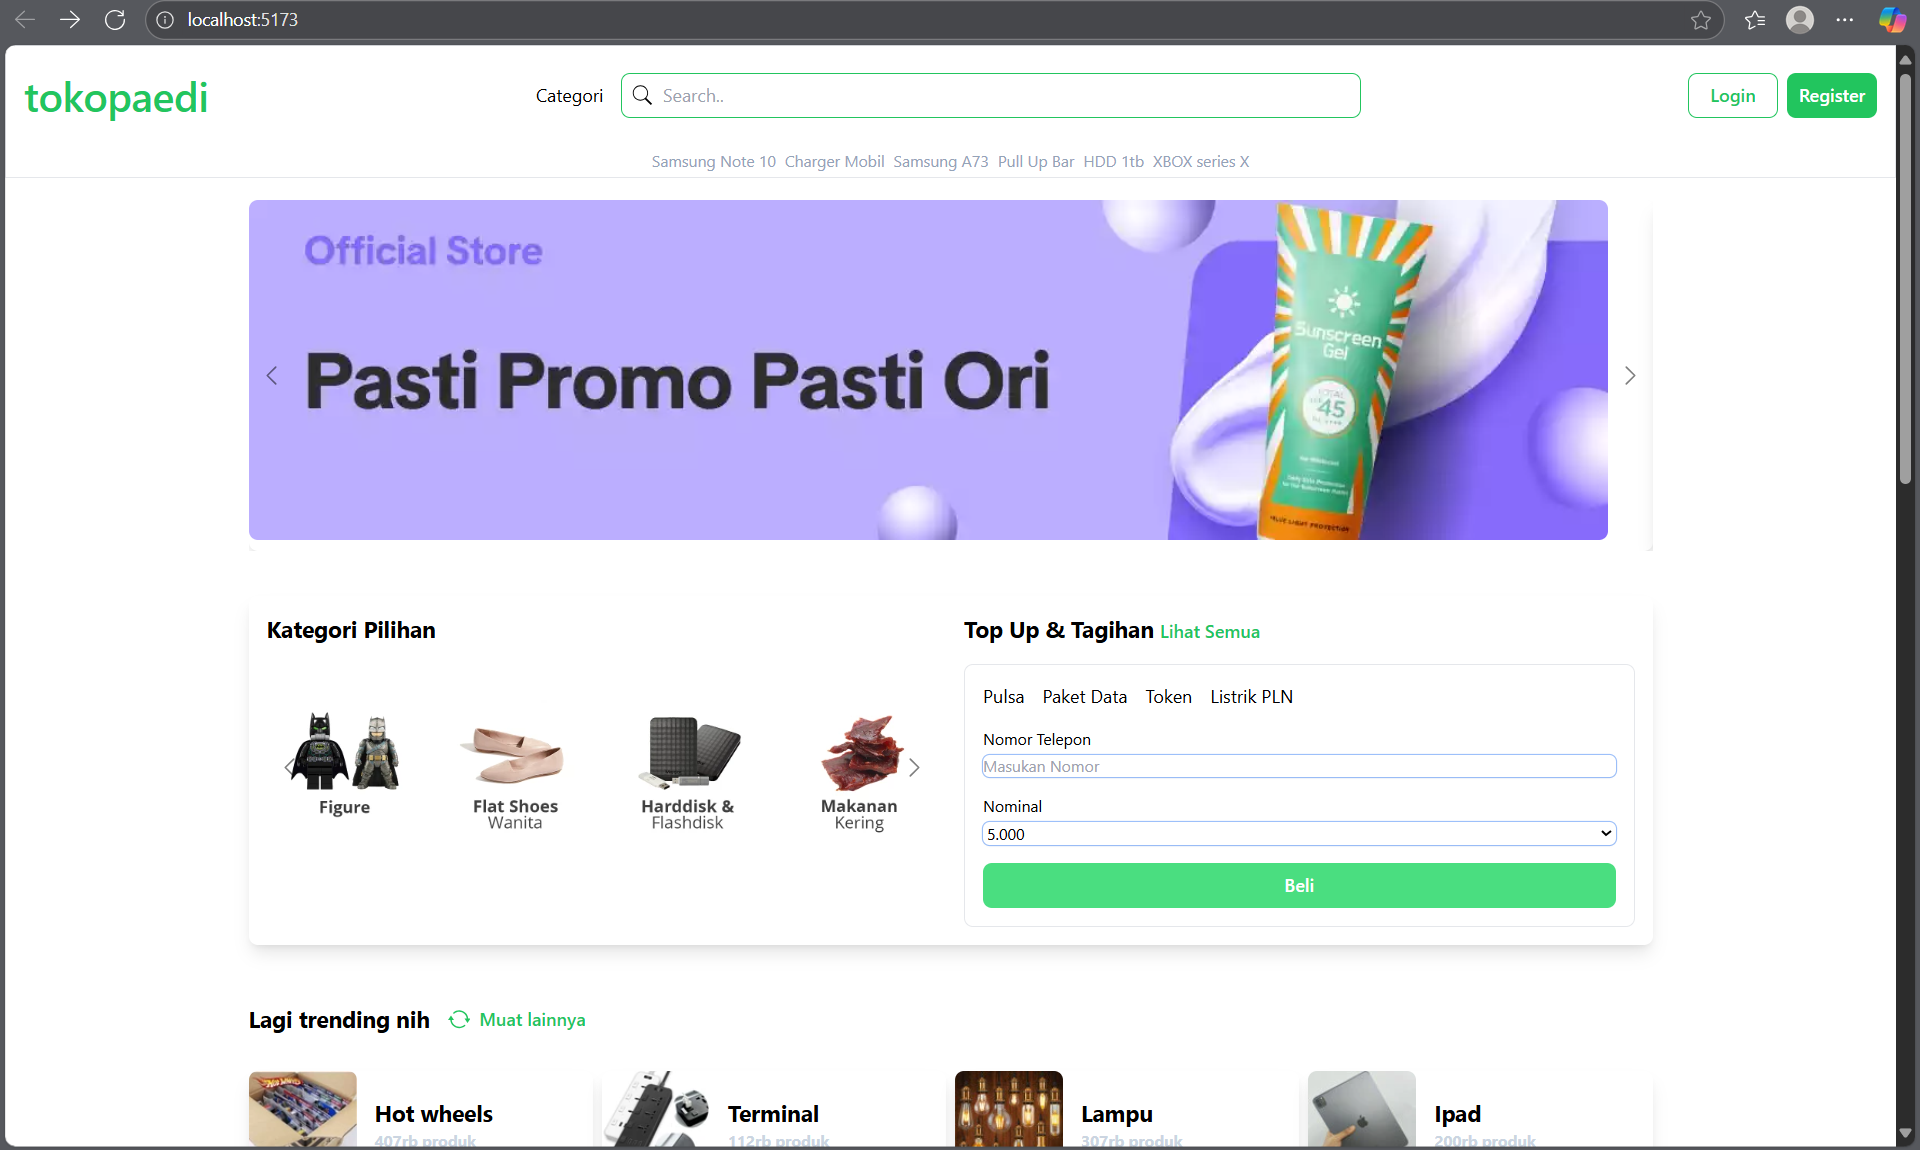 localhost:5173
tokopaedi
Categori
Search..
Login
Register
Samsung Note 10 Charger Mobil Samsung A73 Pull Up Bar HDD 1tb XBOX series X
Official Store
Pasti Promo Pasti Ori
Sunscreen
Gel
TOTAL
45
BLUE LIGHT PROTECTION
Kategori Pilihan
Figure
Flat Shoes
Wanita
Harddisk &
Flashdisk
Makanan
Kering
Top Up & Tagihan Lihat Semua
Pulsa Paket Data Token Listrik PLN
Nomor Telepon
Masukan Nomor
Nominal
5.000
Beli
Lagi trending nih Muat lainnya
Hot wheels
407rb produk
Terminal
112rb produk
Lampu
307rb produk
Ipad
200rb produk